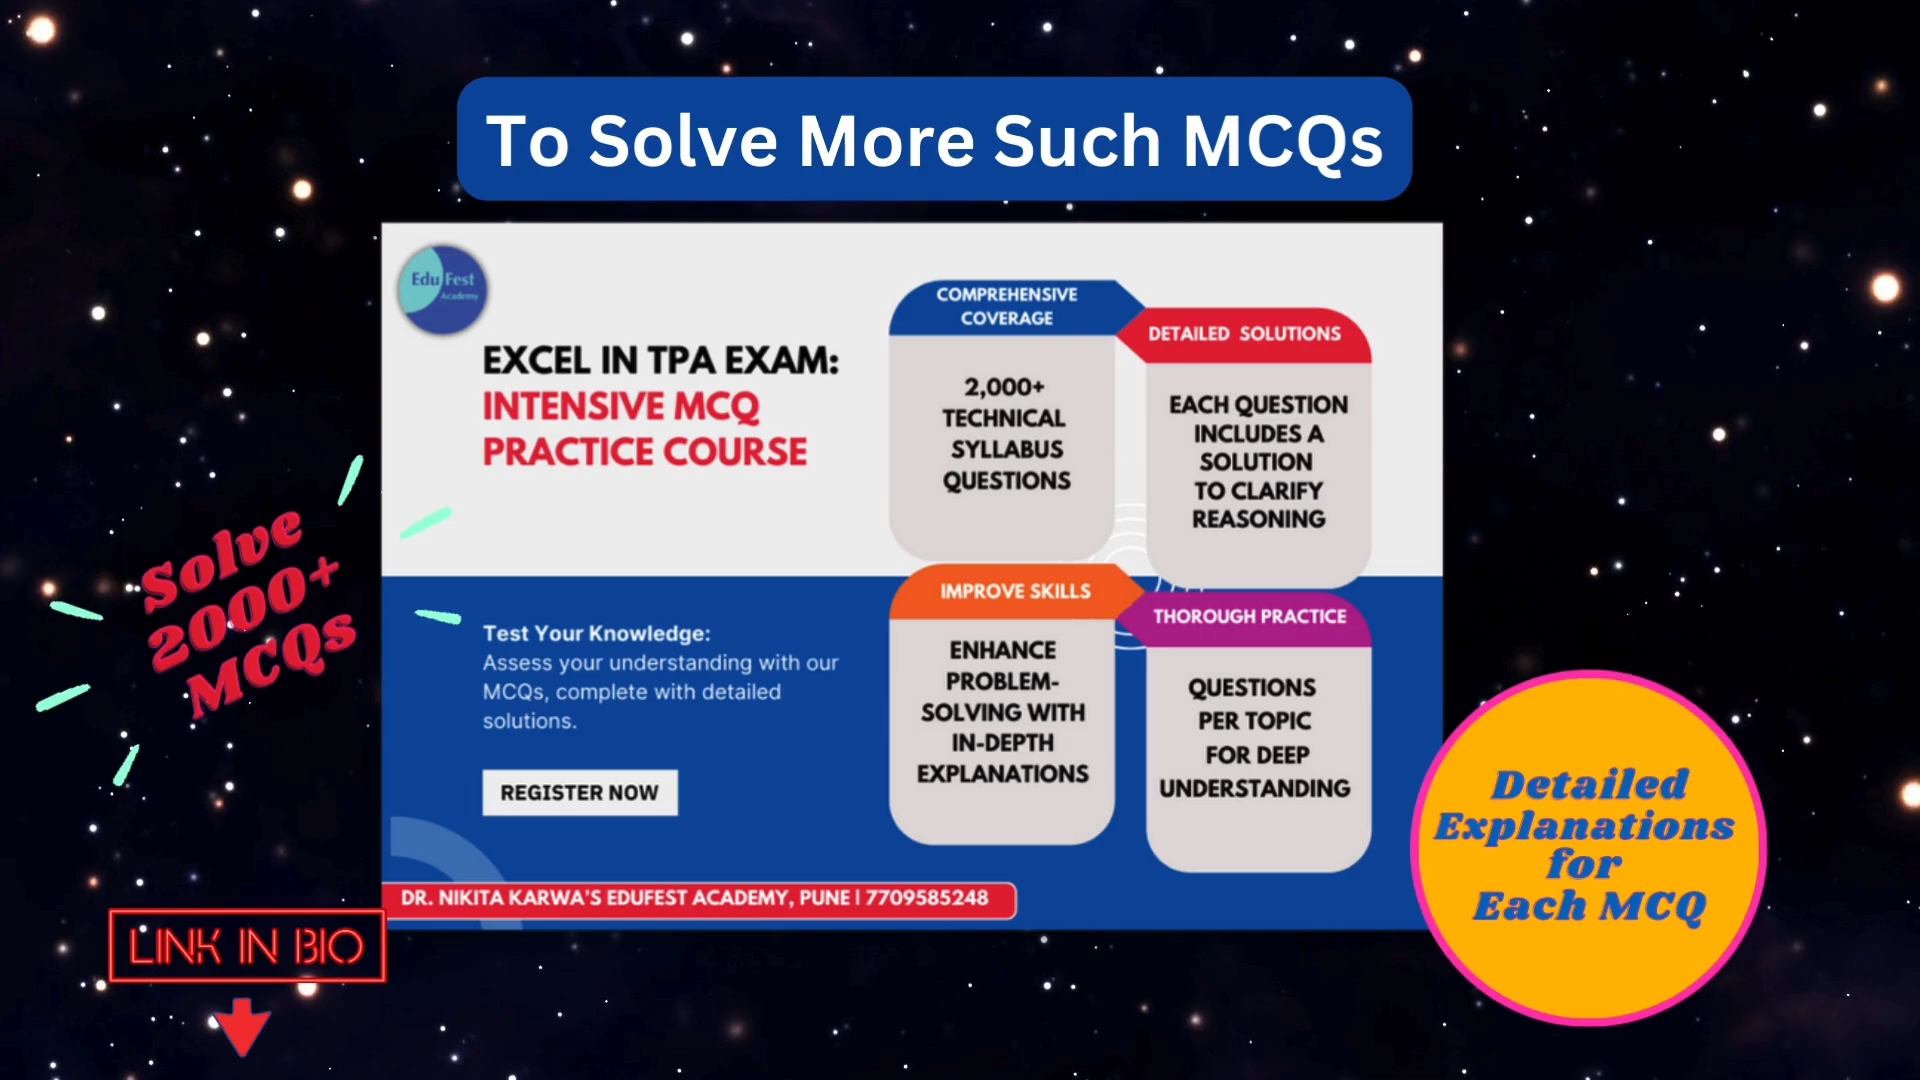 To Solve More Such MCQs
Edu Fest
Academy
EXCEL IN TPA EXAM:
INTENSIVE MCQ
PRACTICE COURSE
COMPREHENSIVE
COVERAGE
2,000+
TECHNICAL
SYLLABUS
QUESTIONS
DETAILED SOLUTIONS
EACH QUESTION
INCLUDES A
SOLUTION
TO CLARIFY
REASONING
Solve
2000+
MCQs
Test Your Knowledge:
Assess your understanding with our
MCQs, complete with detailed
solutions.
REGISTER NOW
IMPROVE SKILLS
ENHANCE
PROBLEM-
SOLVING WITH
IN-DEPTH
EXPLANATIONS
THOROUGH PRACTICE
QUESTIONS
PER TOPIC
FOR DEEP
UNDERSTANDING
Detailed
Explanations
for
Each MCQ
DR. NIKITA KARWA'S EDUFEST ACADEMY, PUNE | 7709585248
LINK IN BIO